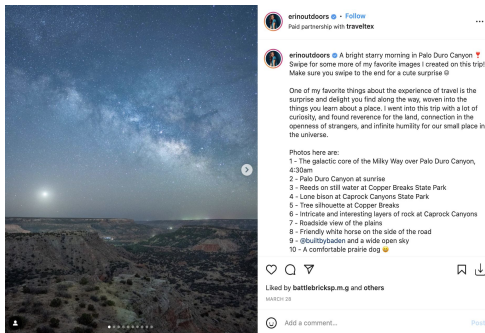 erinoutdoors • Follow
Paid partnership with traveltex
erinoutdoors A bright starry morning in Palo Duro Canyon 📍
Swipe for some more of my favorite images I created on this trip!
Make sure you swipe to the end for a cute surprise
One of my favorite things about the experience of travel is the
surprise and delight you find along the way, woven into the
things you learn about a place. I went into this trip with a lot of
curiosity, and found reverence for the land, connection in the
openness of strangers, and infinite humility for our small place in
the universe.
Photos here are:
1 - The galactic core of the Milky Way over Palo Duro Canyon,
4:30am
2 - Palo Duro Canyon at sunrise
3 - Reeds on still water at Copper Breaks State Park
4 - Lone bison at Caprock Canyons State Park
5 - Tree silhouette at Copper Breaks
6 - Intricate and interesting layers of rock at Caprock Canyons
7 - Roadside view of the plains
8 - Friendly white horse on the side of the road
9 - @builtbybaden and a wide open sky
10 - A comfortable prairie dog 😄
Liked by battlebricksp.m.g and others
MARCH 28
Add a comment...
Post